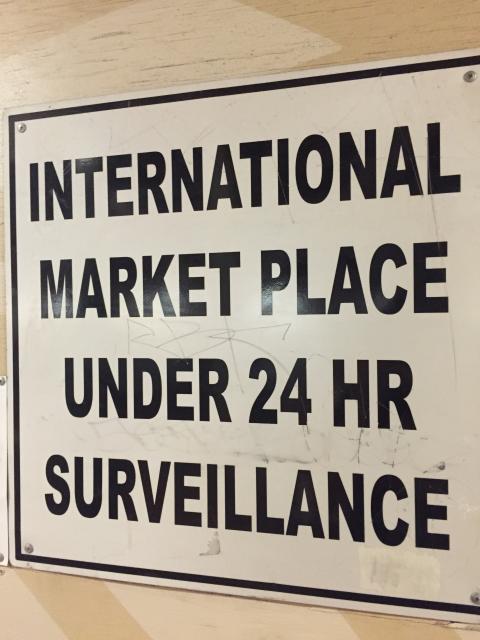 INTERNATIONAL
MARKET PLACE
UNDER 24 HR
SURVEILLANCE